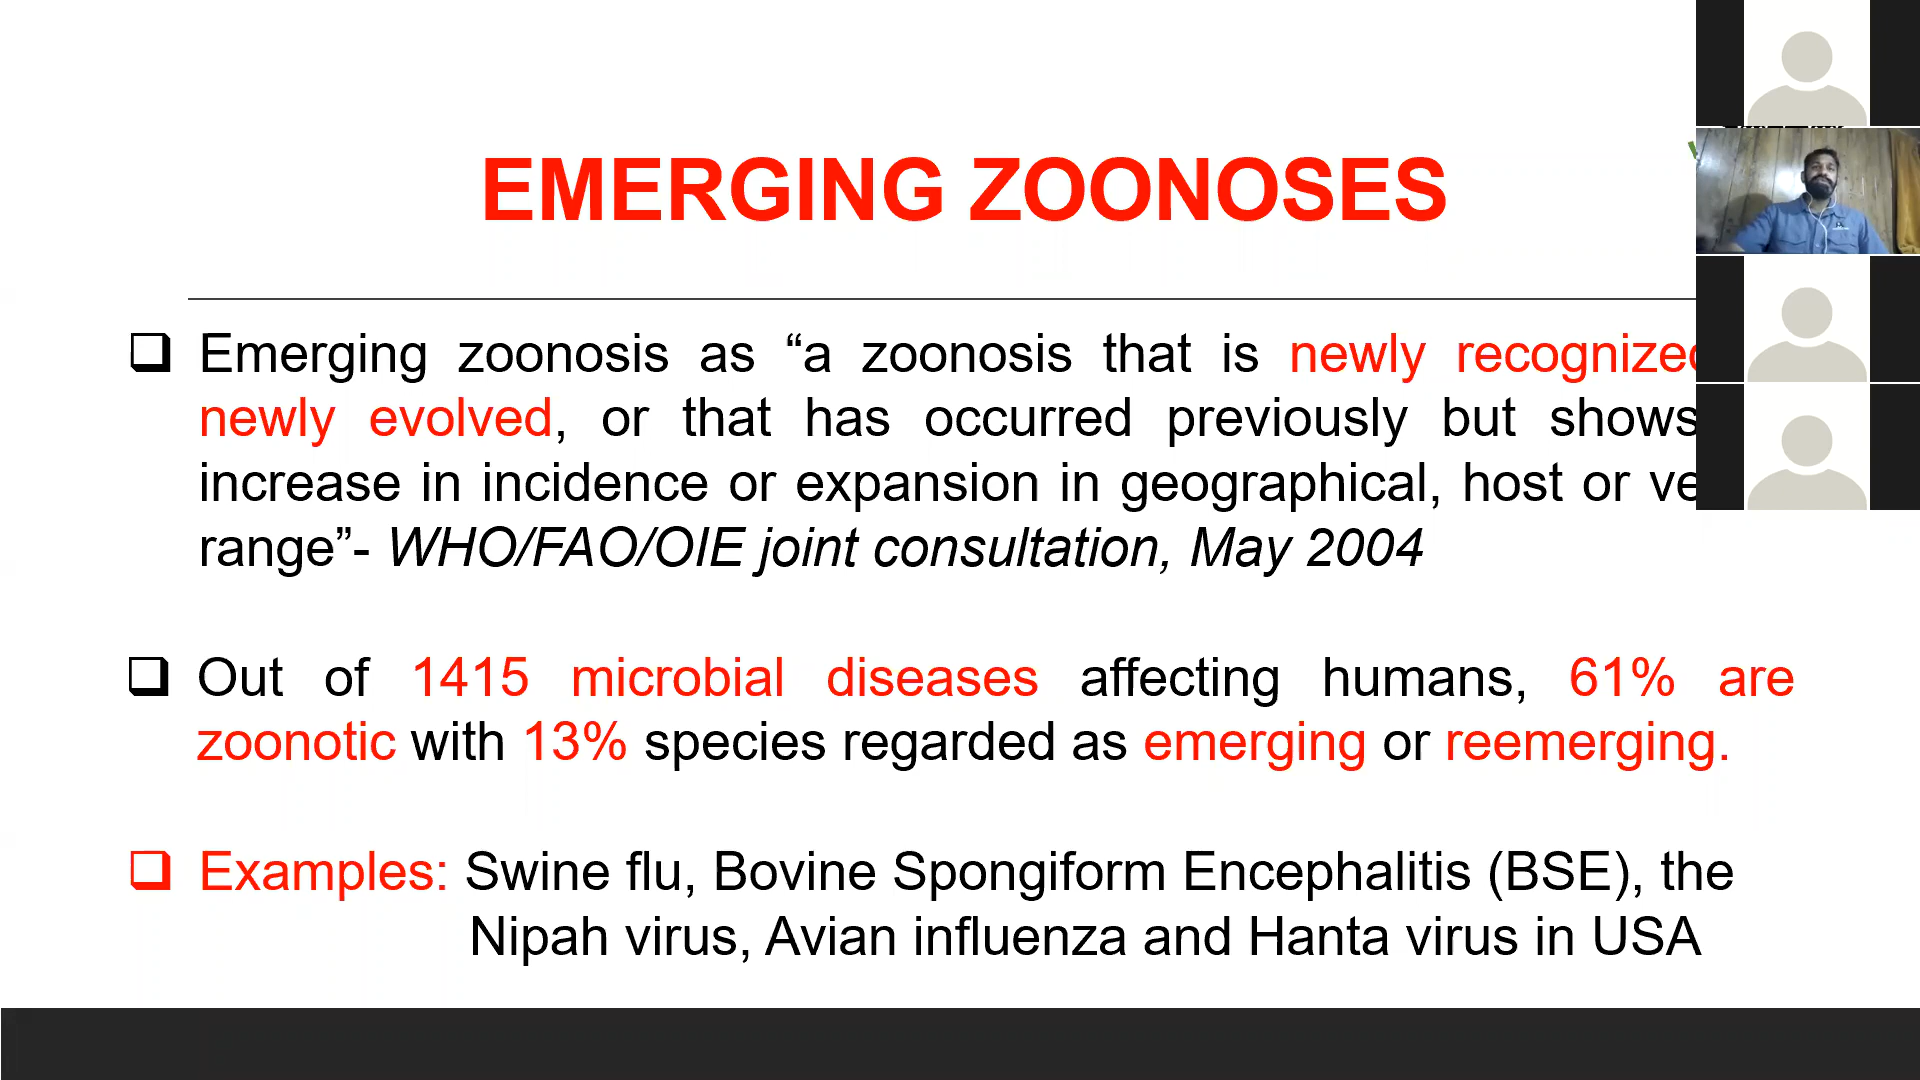 EMERGING ZOONOSES
Emerging zoonosis as “a zoonosis that is newly recognized
newly evolved, or that has occurred previously but shows
increase in incidence or expansion in geographical, host or
range”- WHO/FAO/OIE joint consultation, May 2004
Out of 1415 microbial diseases affecting humans, 61% are
zoonotic with 13% species regarded as emerging or reemerging.
Examples: Swine flu, Bovine Spongiform Encephalitis (BSE), the
Nipah virus, Avian influenza and Hanta virus in USA